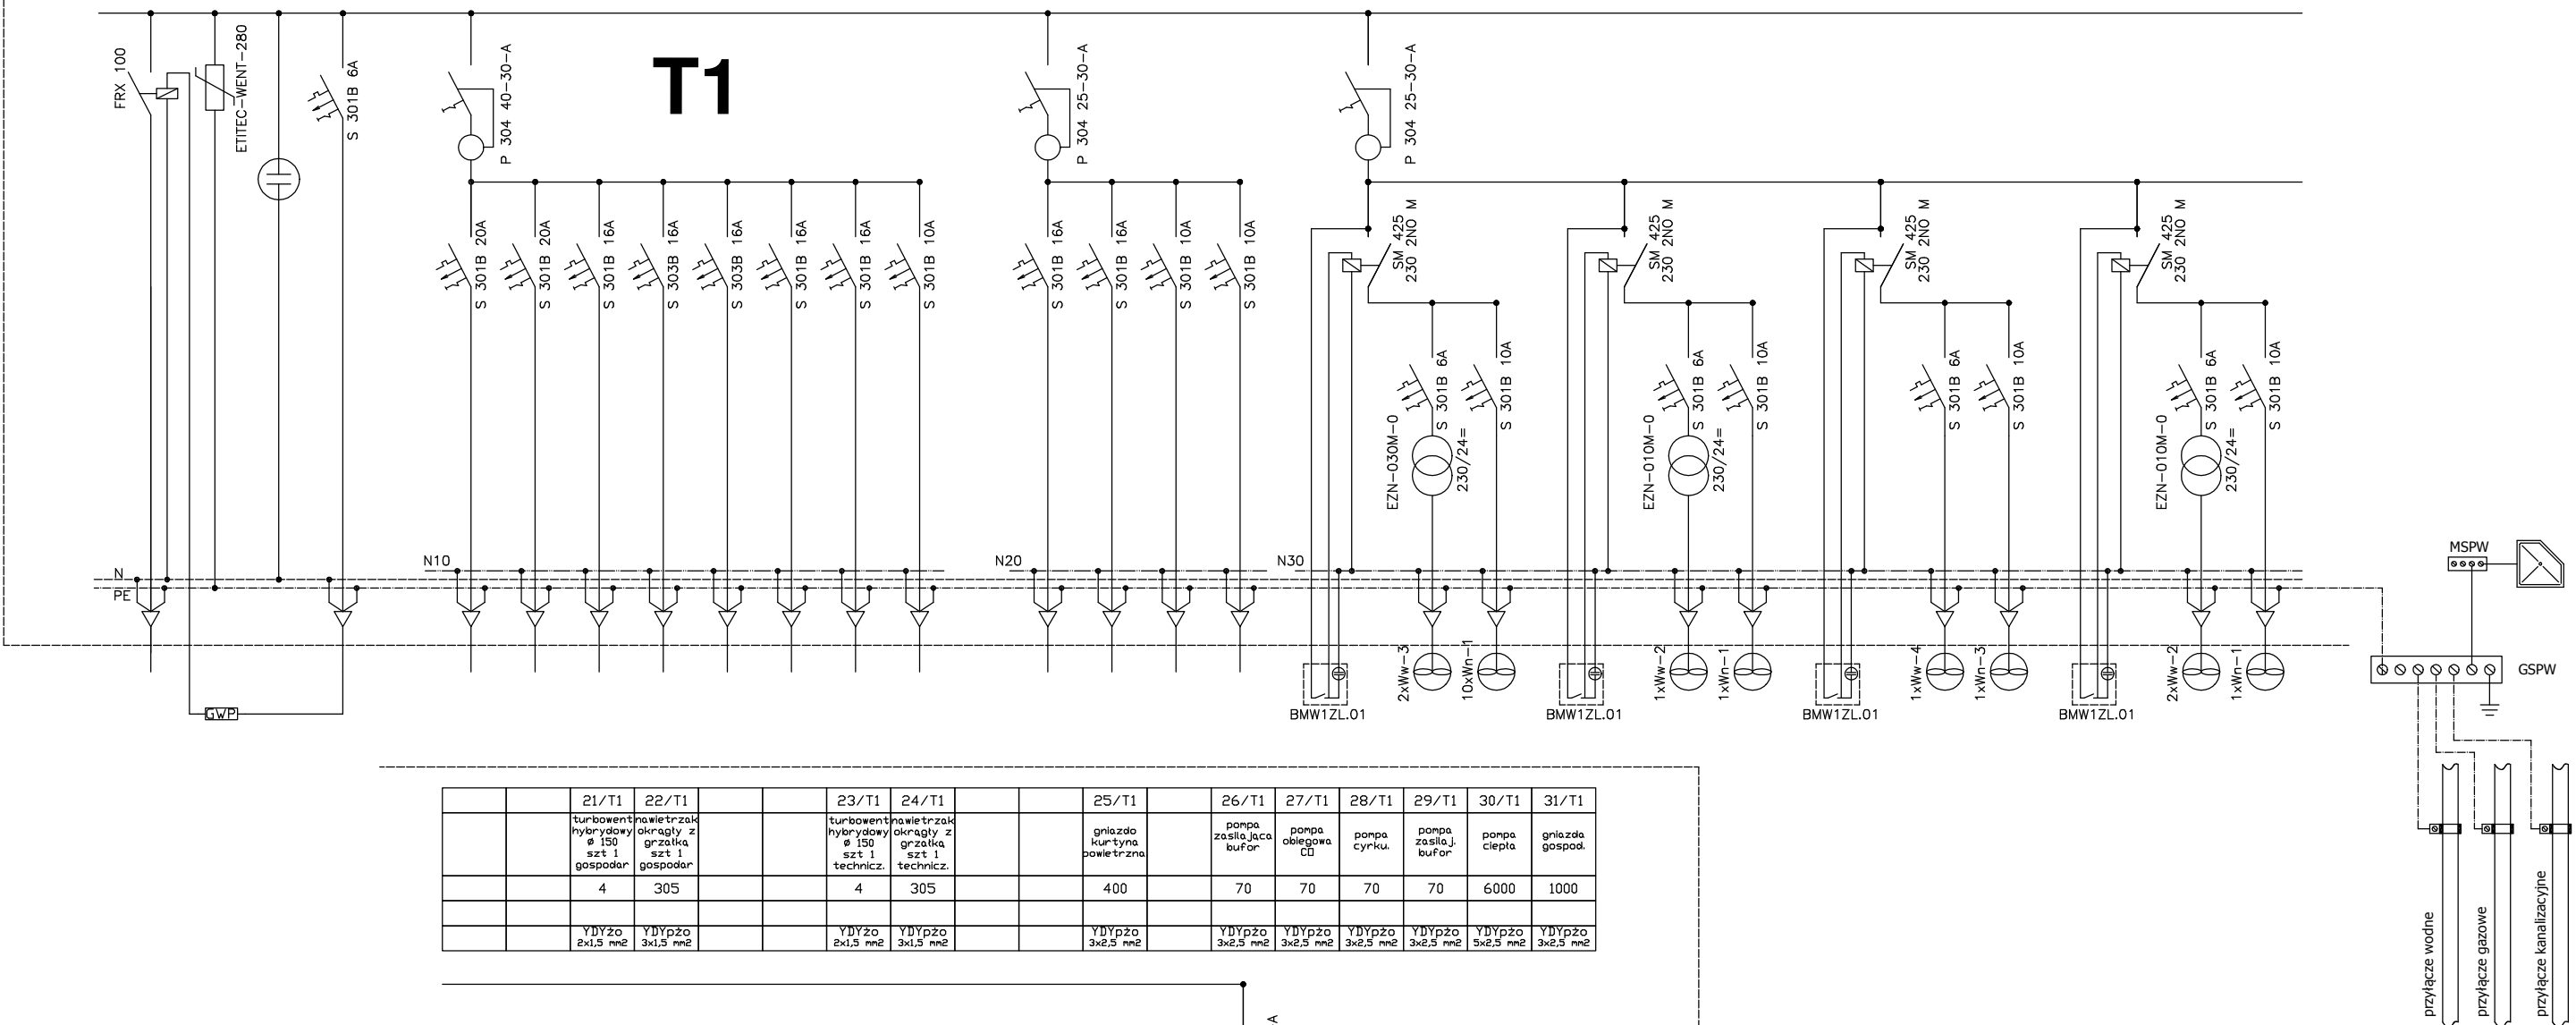 T1
FRX 100
ETITEC-WENT-280
S 301B 6A
P 304 40-30-A
P 304 25-30-A
P 304 25-30-A
S 301B 20A
S 301B 20A
S 301B 16A
S 303B 16A
S 303B 16A
S 301B 16A
S 301B 16A
S 301B 10A
S 301B 16A
S 301B 16A
S 301B 10A
S 301B 10A
SM 425
230 2NO M
SM 425
230 2NO M
SM 425
230 2NO M
SM 425
230 2NO M
EZN-030M-0
230/24=
S 301B 6A
S 301B 10A
EZN-010M-0
230/24=
S 301B 6A
S 301B 10A
S 301B 6A
S 301B 10A
EZN-010M-0
230/24=
S 301B 6A
S 301B 10A
N
PE
N10
N20
N30
MSPW
GSPW
GWP
BMW1ZL.01
2xWw-3
10xWn-1
BMW1ZL.01
1xWw-2
1xWn-1
BMW1ZL.01
1xWw-4
1xWn-3
BMW1ZL.01
2xWw-2
1xWn-1
21/T1 22/T1 23/T1 24/T1 25/T1 26/T1 27/T1 28/T1 29/T1 30/T1 31/T1
turbowent
hybrydowy
ø 150
szt 1
gospodar
nawietrzak
okrągły z
grzałką
szt 1
gospodar
turbowent
hybrydowy
ø 150
szt 1
technicz.
nawietrzak
okrągły z
grzałką
szt 1
technicz.
gniazdo
kurtyna
powietrzna
pompa
zasilająca
bufor
pompa
obiegowa
CO
pompa
cyrku.
pompa
zasilaj.
bufor
pompa
ciepła
gniazda
gospod.
4 305 4 305 400 70 70 70 70 6000 1000
YDYżo YDYpżo YDYżo YDYpżo YDYpżo YDYpżo YDYpżo YDYpżo YDYpżo YDYpżo YDYpżo
2x1,5 mm2 3x1,5 mm2 2x1,5 mm2 3x1,5 mm2 3x2,5 mm2 3x2,5 mm2 3x2,5 mm2 3x2,5 mm2 3x2,5 mm2 5x2,5 mm2 3x2,5 mm2
przyłącze wodne
przyłącze gazowe
przyłącze kanalizacyjne
A